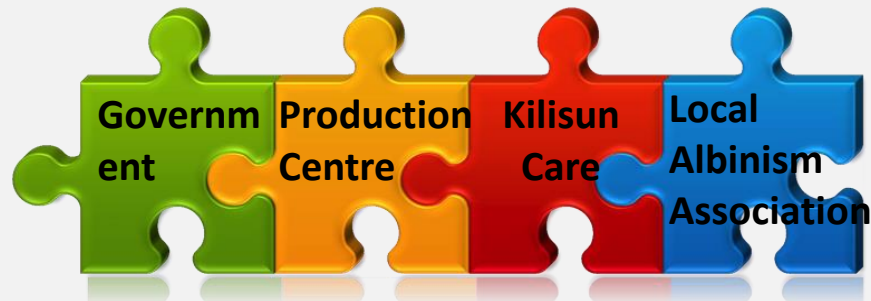 Governm
ent
Production
Centre
Kilisun
Care
Local
Albinism
Association